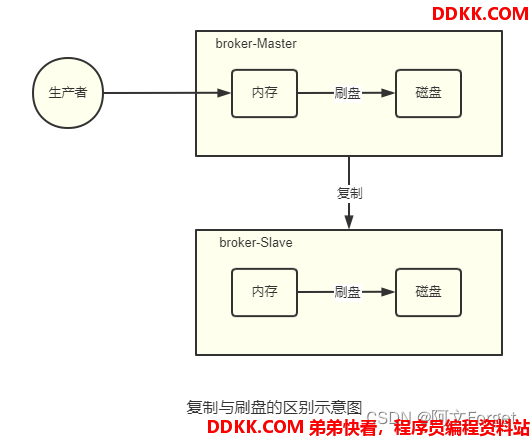 DDKK.COM
broker-Master
生产者
内存
刷盘
磁盘
复制
broker-Slave
内存
刷盘
磁盘
复制与刷盘的区别示意图
CSDN @阿文Forget
DDKK.COM 弟弟快看，程序员编程资料站